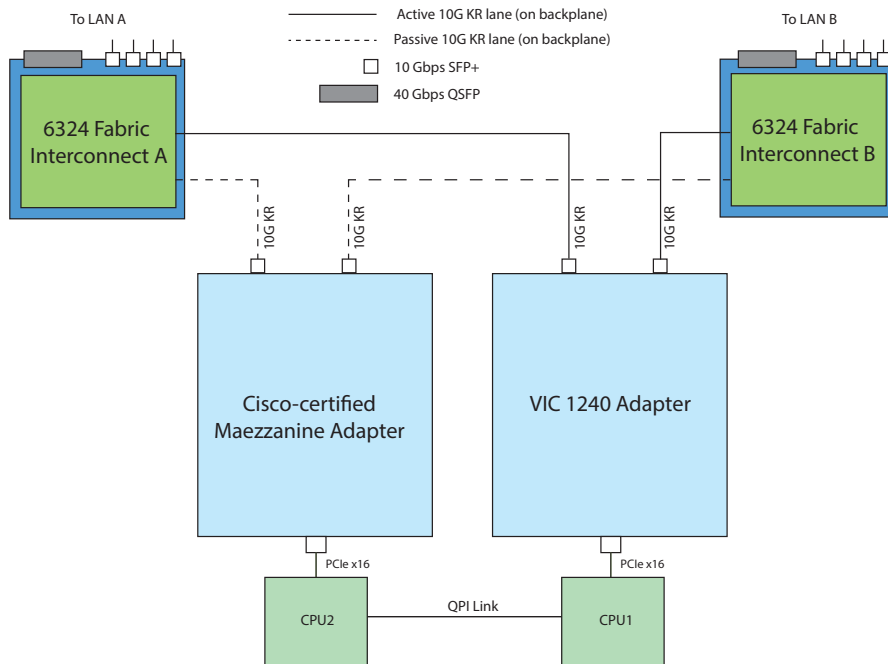 To LAN A
Active 10G KR lane (on backplane)
To LAN B
Passive 10G KR lane (on backplane)
10 Gbps SFP+
40 Gbps QSFP
6324 Fabric
Interconnect A
6324 Fabric
Interconnect B
10G KR
10G KR
10G KR
10G KR
Cisco-certified
Maezzanine Adapter
VIC 1240 Adapter
PCIe x16
PCIe x16
CPU2
QPI Link
CPU1